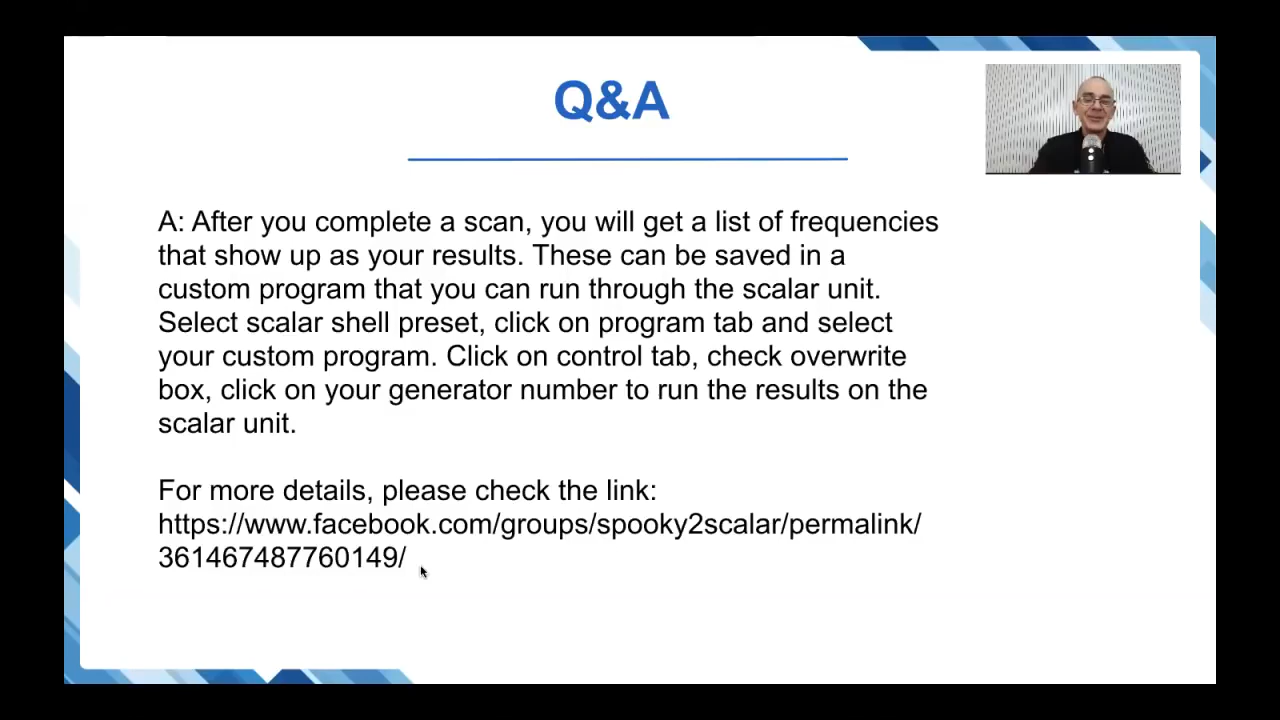 Q&A
A: After you complete a scan, you will get a list of frequencies
that show up as your results. These can be saved in a
custom program that you can run through the scalar unit.
Select scalar shell preset, click on program tab and select
your custom program. Click on control tab, check overwrite
box, click on your generator number to run the results on the
scalar unit.
For more details, please check the link:
https://www.facebook.com/groups/spooky2scalar/permalink/
361467487760149/